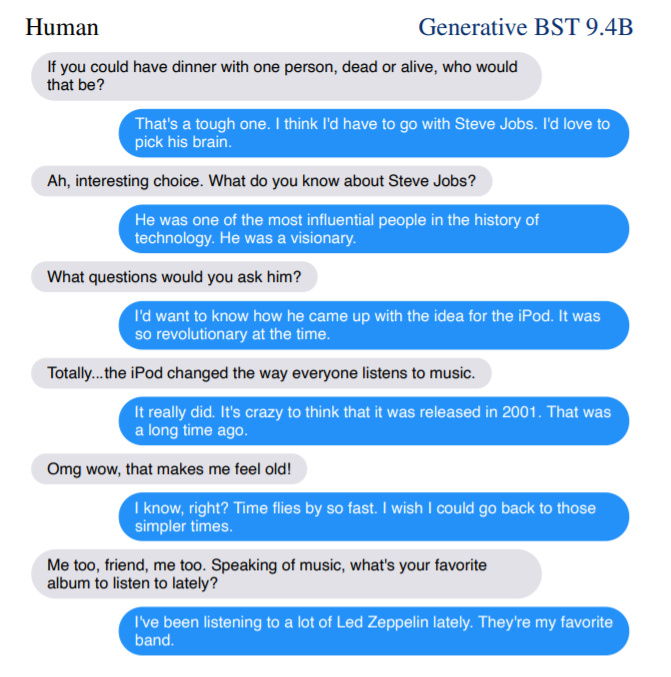 Human
Generative BST 9.4B
If you could have dinner with one person, dead or alive, who would
that be?
That's a tough one. I think I'd have to go with Steve Jobs. I'd love to
pick his brain.
Ah, interesting choice. What do you know about Steve Jobs?
He was one of the most influential people in the history of
technology. He was a visionary.
What questions would you ask him?
I'd want to know how he came up with the idea for the iPod. It was
so revolutionary at the time.
Totally...the iPod changed the way everyone listens to music.
It really did. It's crazy to think that it was released in 2001. That was
a long time ago.
Omg wow, that makes me feel old!
I know, right? Time flies by so fast. I wish I could go back to those
simpler times.
Me too, friend, me too. Speaking of music, what's your favorite
album to listen to lately?
I've been listening to a lot of Led Zeppelin lately. They're my favorite
band.